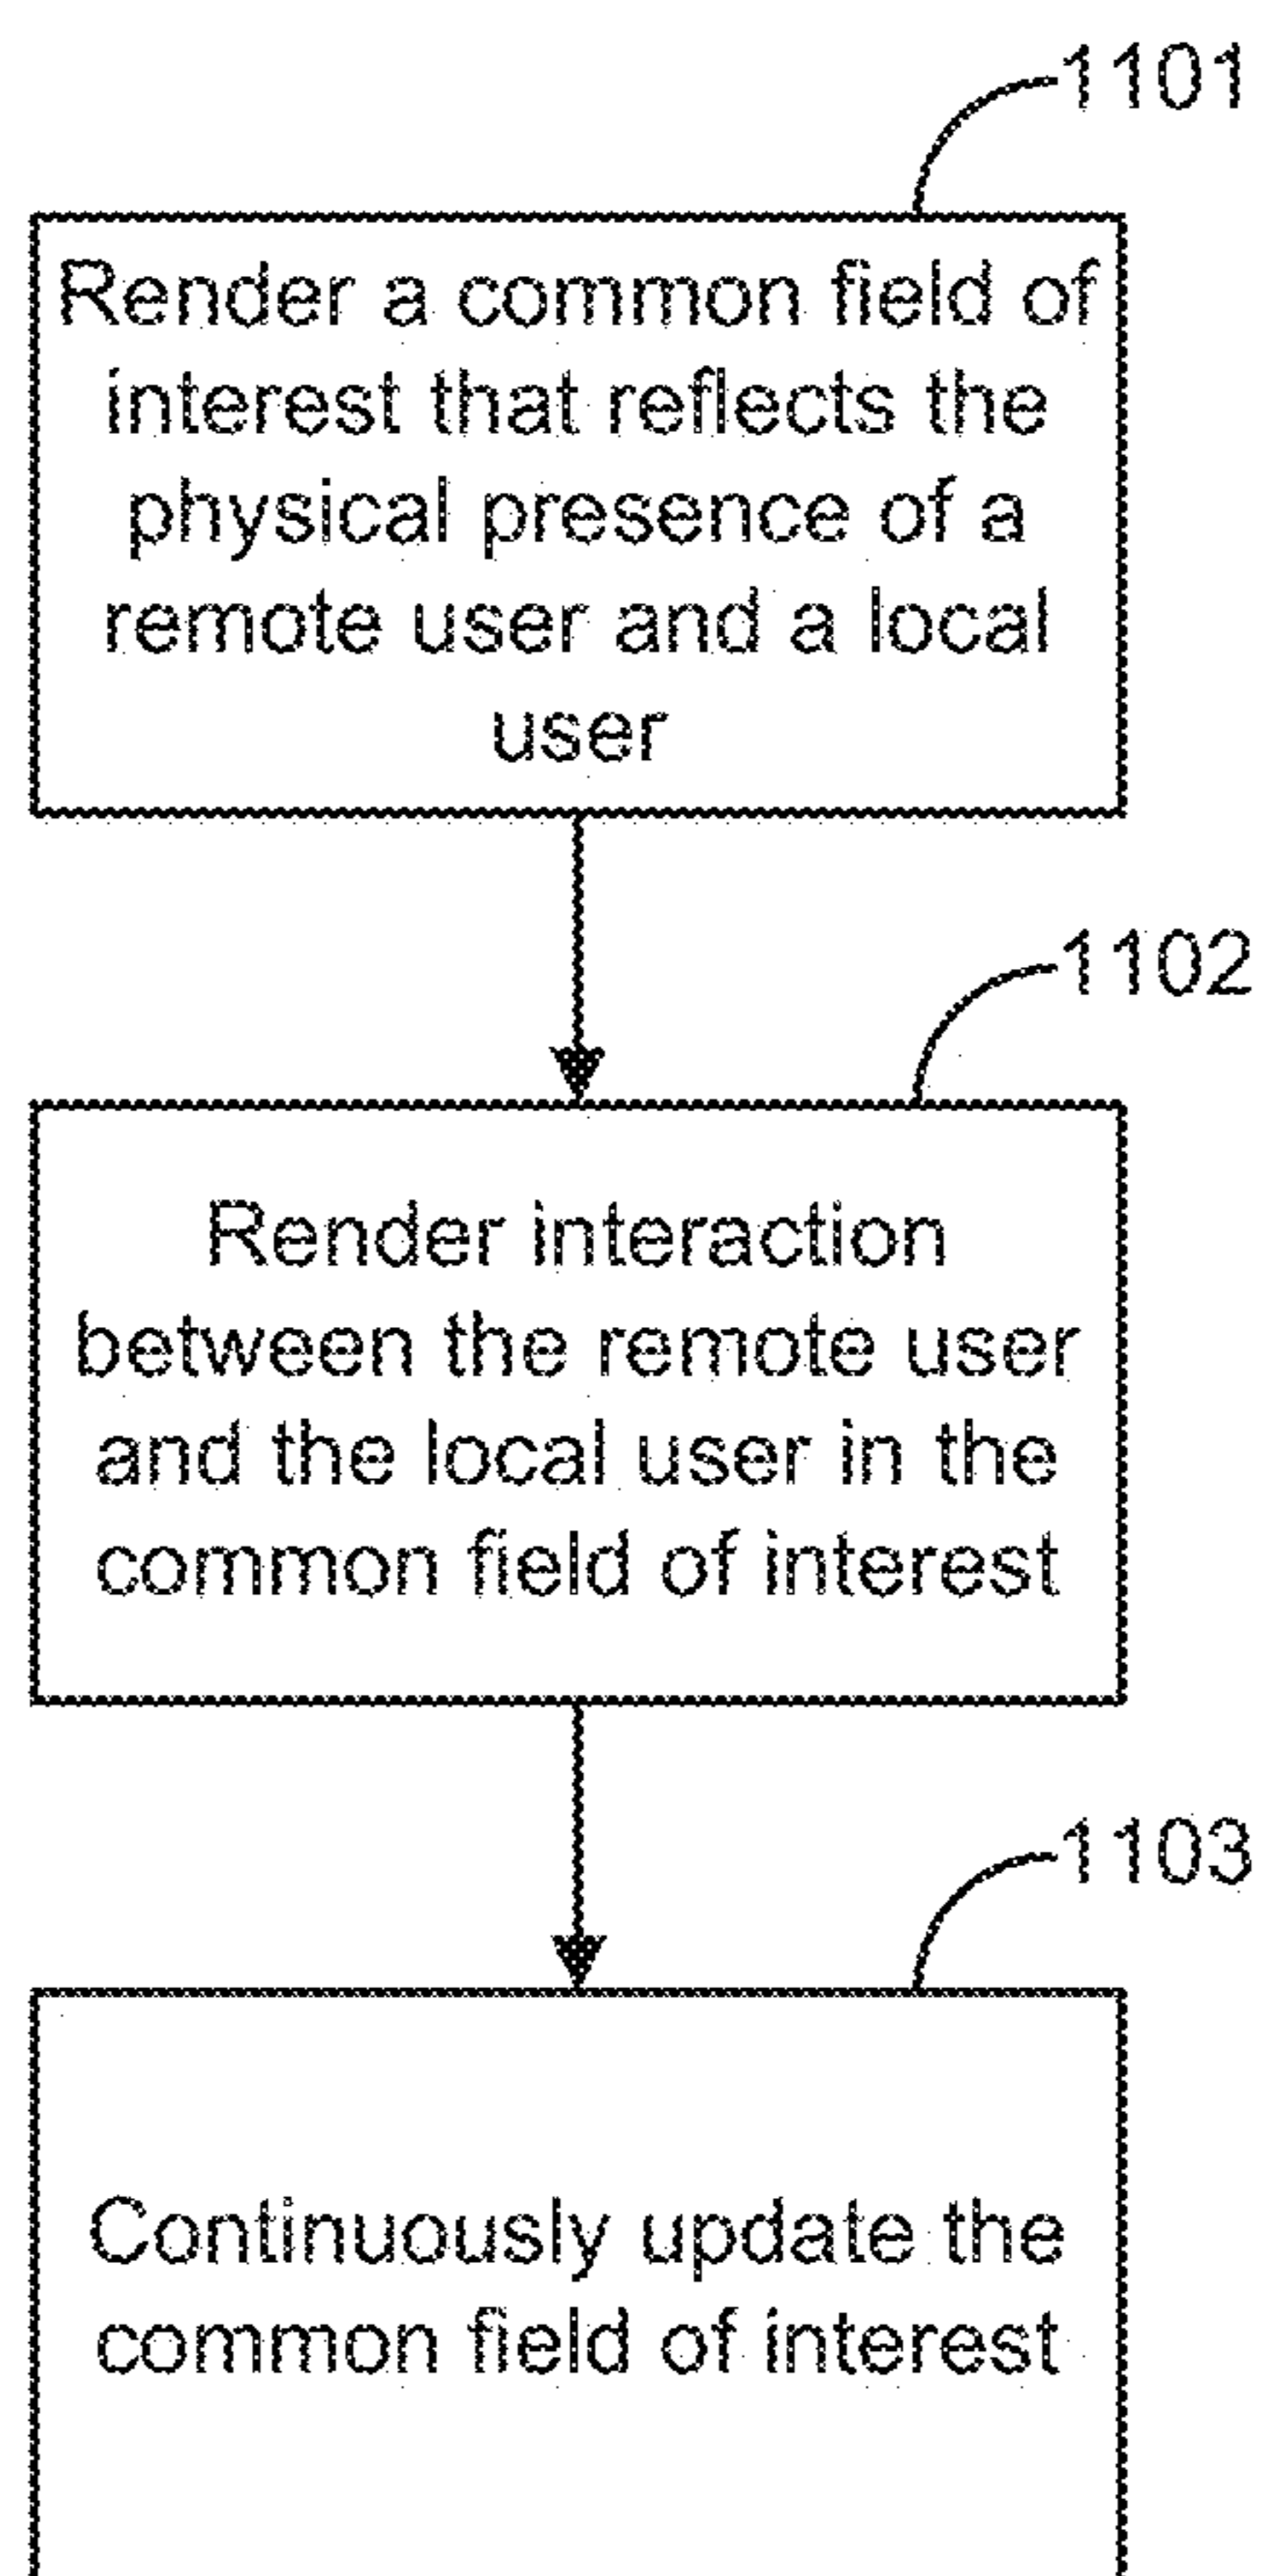 1101
Render a common field of
interest that reflects the
physical presence of a
remote user and a local
user
1102
Render interaction
between the remote user
and the local user in the
common field of interest
1103
Continuously update the
common field of interest